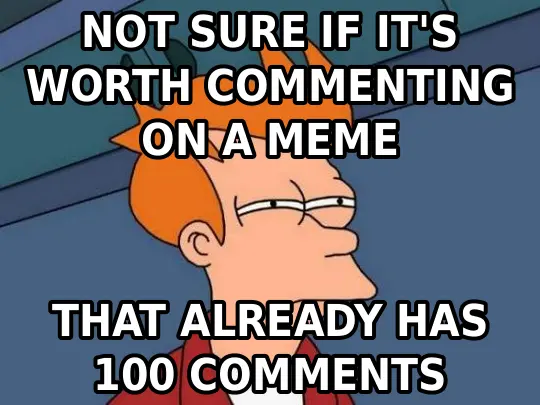 NOT SURE IF IT'S
WORTH COMMENTING
ON A MEME
THAT ALREADY HAS
100 COMMENTS